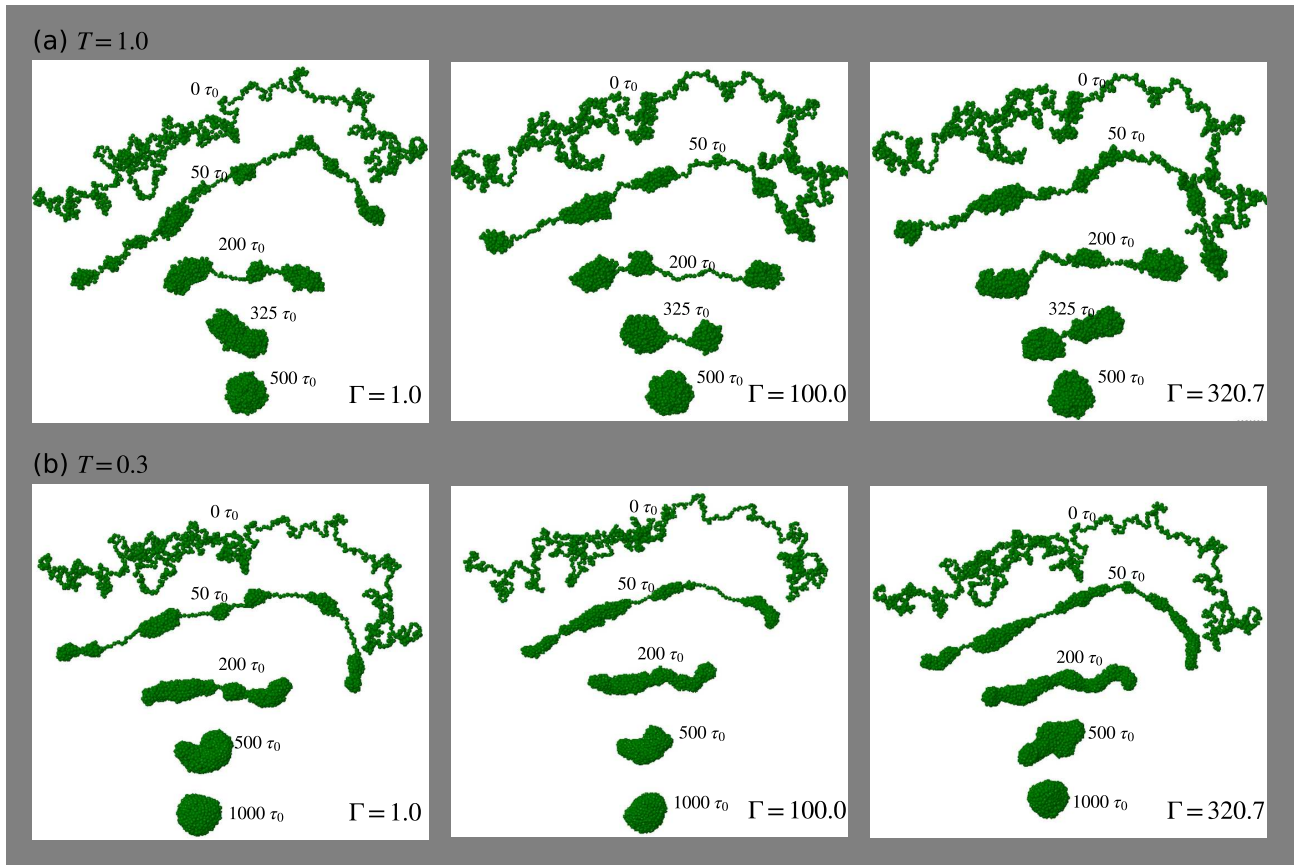 (a) T = 1.0
0 τ₀
50 τ₀
200 τ₀
325 τ₀
500 τ₀
Γ = 1.0
0 τ₀
50 τ₀
200 τ₀
325 τ₀
500 τ₀
Γ = 100.0
0 τ₀
50 τ₀
200 τ₀
325 τ₀
500 τ₀
Γ = 320.7
(b) T = 0.3
0 τ₀
50 τ₀
200 τ₀
500 τ₀
1000 τ₀
Γ = 1.0
0 τ₀
50 τ₀
200 τ₀
500 τ₀
1000 τ₀
Γ = 100.0
0 τ₀
50 τ₀
200 τ₀
500 τ₀
1000 τ₀
Γ = 320.7